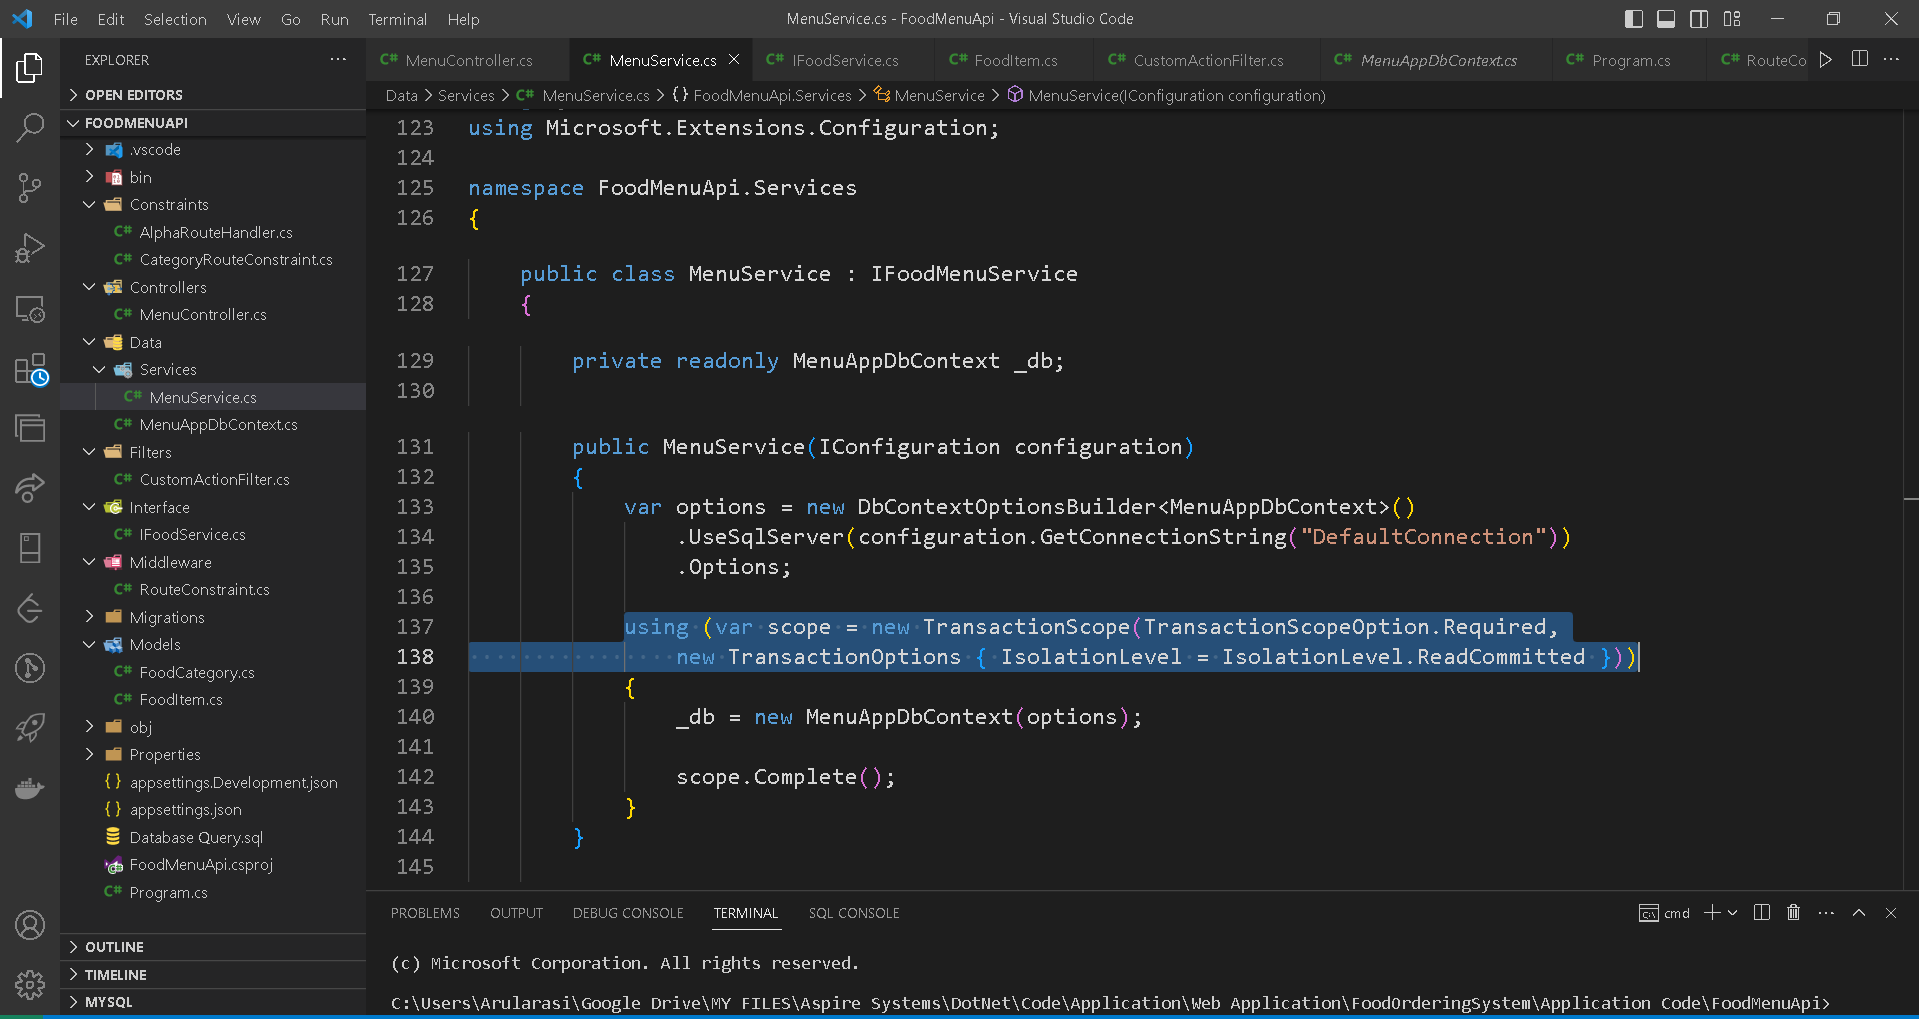 File Edit Selection View Go Run Terminal Help
MenuService.cs - FoodMenuApi - Visual Studio Code
EXPLORER
OPEN EDITORS
FOODMENUAPI
.vscode
bin
Constraints
C# AlphaRouteHandler.cs
C# CategoryRouteConstraint.cs
Controllers
C# MenuController.cs
Data
Services
C# MenuService.cs
C# MenuAppDbContext.cs
Filters
C# CustomActionFilter.cs
Interface
C# IFoodService.cs
Middleware
C# RouteConstraint.cs
Migrations
Models
C# FoodCategory.cs
C# FoodItem.cs
obj
Properties
{} appsettings.Development.json
{} appsettings.json
Database Query.sql
FoodMenuApi.csproj
C# Program.cs
OUTLINE
TIMELINE
MYSQL
C# MenuController.cs C# MenuService.cs C# IFoodService.cs C# FoodItem.cs C# CustomActionFilter.cs C# MenuAppDbContext.cs C# Program.cs C# RouteCo
Data > Services > C# MenuService.cs > {} FoodMenuApi.Services > MenuService > MenuService(IConfiguration configuration)
123 using Microsoft.Extensions.Configuration;
124
125 namespace FoodMenuApi.Services
126 {
127 public class MenuService : IFoodMenuService
128 {
129 private readonly MenuAppDbContext _db;
130
131 public MenuService(IConfiguration configuration)
132 {
133 var options = new DbContextOptionsBuilder<MenuAppDbContext>()
134 .UseSqlServer(configuration.GetConnectionString("DefaultConnection"))
135 .Options;
136
137 using (var scope = new TransactionScope(TransactionScopeOption.Required,
138 new TransactionOptions { IsolationLevel = IsolationLevel.ReadCommitted }))
139 {
140 _db = new MenuAppDbContext(options);
141
142 scope.Complete();
143 }
144 }
145
PROBLEMS OUTPUT DEBUG CONSOLE TERMINAL SQL CONSOLE
cmd
(c) Microsoft Corporation. All rights reserved.
C:\Users\Arularasi\Google Drive\MY FILES\Aspire Systems\DotNet\Code\Application\Web Application\FoodOrderingSystem\Application Code\FoodMenuApi>